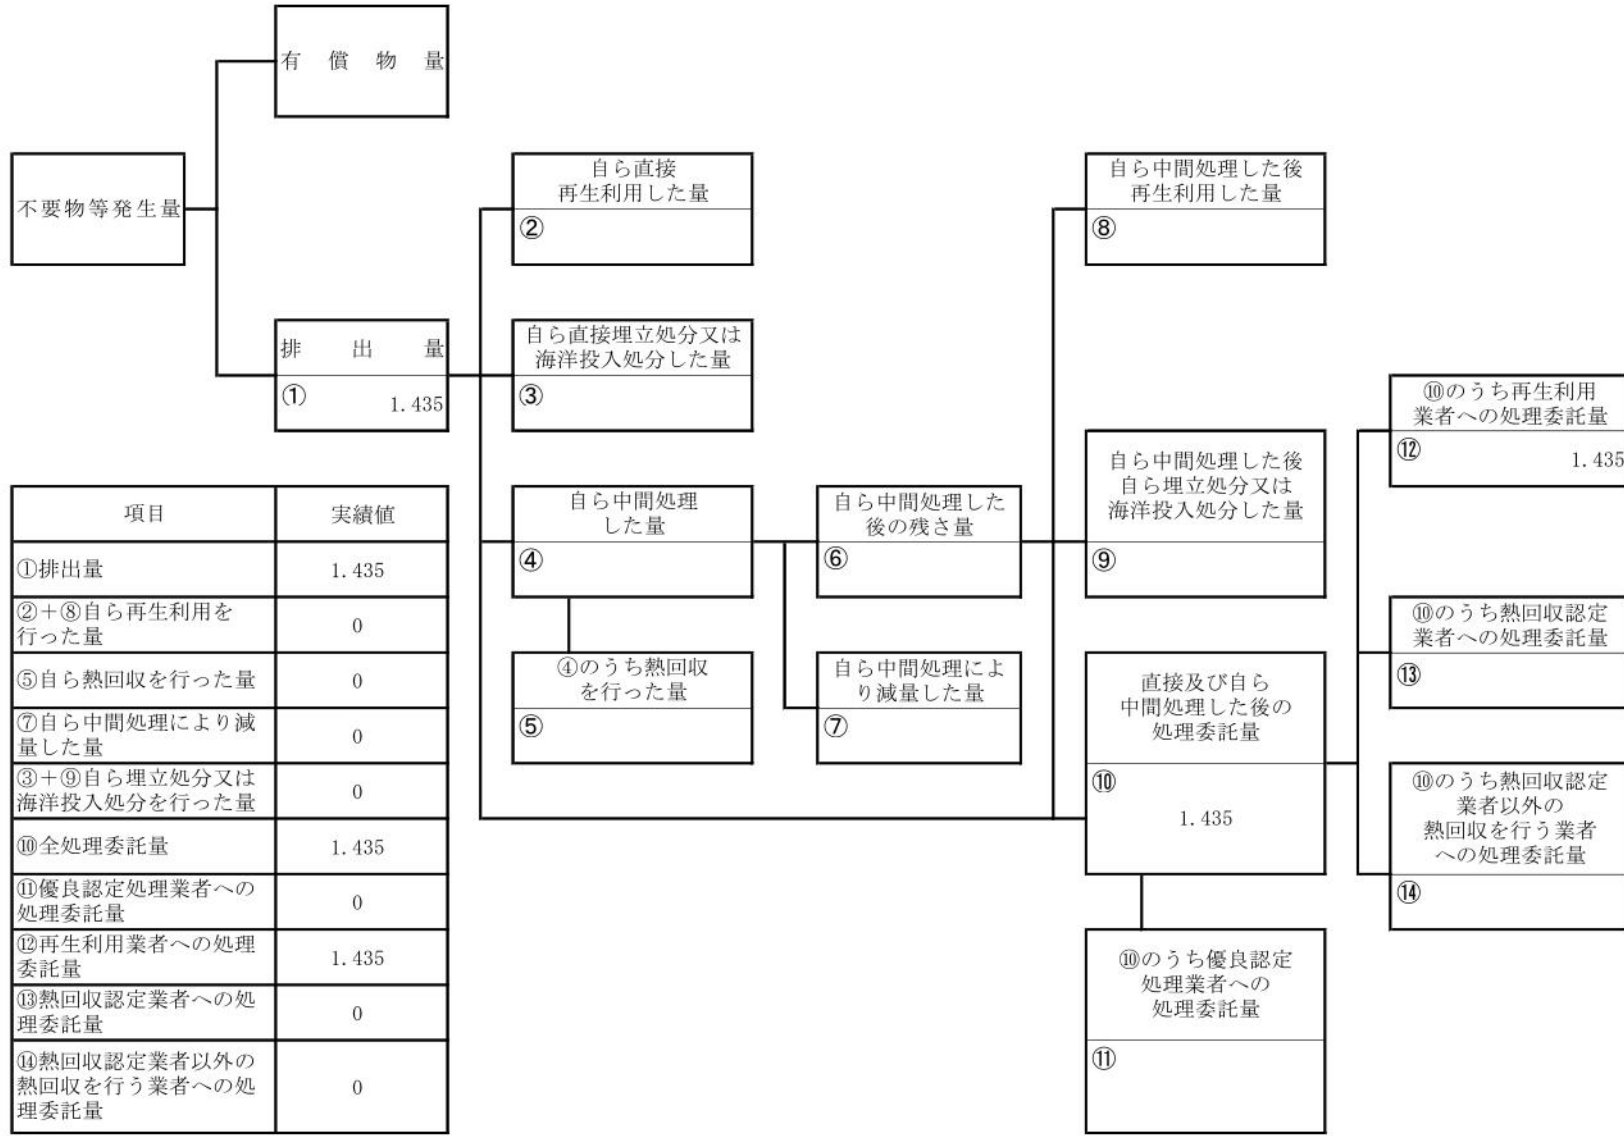 有償物量
不要物等発生量
排出量
①
1.435
自ら直接
再生利用した量
②
自ら直接埋立処分又は
海洋投入処分した量
③
自ら中間処理
した量
④
④のうち熱回収
を行った量
⑤
自ら中間処理した
後の残さ量
⑥
自ら中間処理によ
り減量した量
⑦
自ら中間処理した後
再生利用した量
⑧
自ら中間処理した後
自ら埋立処分又は
海洋投入処分した量
⑨
直接及び自ら
中間処理した後の
処理委託量
⑩
1.435
⑩のうち優良認定
処理業者への
処理委託量
⑪
⑩のうち再生利用
業者への処理委託量
⑫
1.435
⑩のうち熱回収認定
業者への処理委託量
⑬
⑩のうち熱回収認定
業者以外の
熱回収を行う業者
への処理委託量
⑭
項目
実績値
①排出量
1.435
②+⑧自ら再生利用を
行った量
0
⑤自ら熱回収を行った量
0
⑦自ら中間処理により減
量した量
0
③+⑨自ら埋立処分又は
海洋投入処分を行った量
0
⑩全処理委託量
1.435
⑪優良認定処理業者への
処理委託量
0
⑫再生利用業者への処理
委託量
1.435
⑬熱回収認定業者への処
理委託量
0
⑭熱回収認定業者以外の
熱回収を行う業者への処
理委託量
0